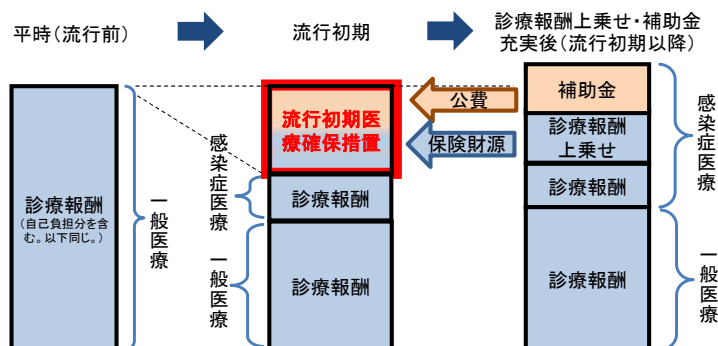 平時(流行前)
流行初期
診療報酬上乗せ・補助金
充実後(流行初期以降)
診療報酬
(自己負担分を含
む。以下同じ。)
一般医療
流行初期医
療確保措置
感染症医療
診療報酬
一般医療
診療報酬
公費
保険財源
補助金
診療報酬
上乗せ
診療報酬
感染症医療
診療報酬
一般医療